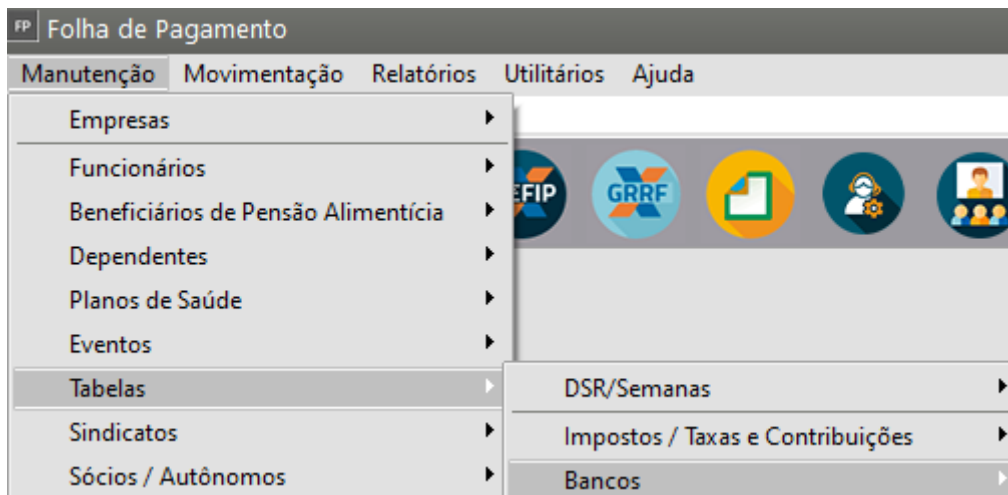 FP Folha de Pagamento
Manutenção Movimentação Relatórios Utilitários Ajuda
Empresas
Funcionários
EFIP GRRF
Beneficiários de Pensão Alimentícia
Dependentes
Planos de Saúde
Eventos
Tabelas DSR/Semanas
Sindicatos Impostos / Taxas e Contribuições
Sócios / Autônomos Bancos